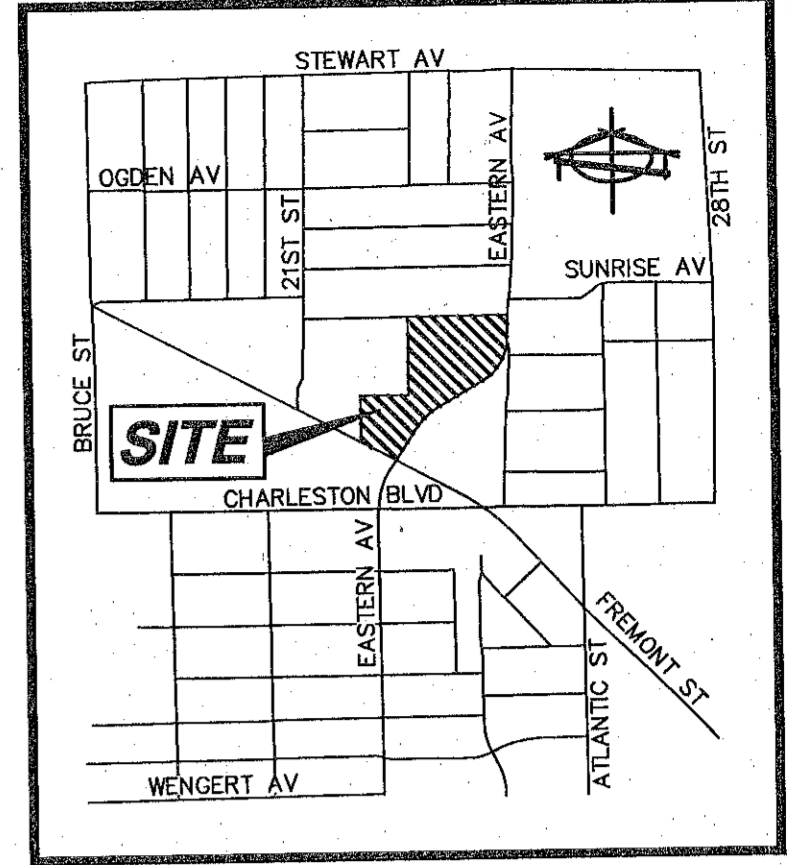 STEWART AV
OGDEN AV
21ST ST
EASTERN AV
28TH ST
SUNRISE AV
BRUCE ST
SITE
CHARLESTON BLVD
EASTERN AV
FREMONT ST
ATLANTIC ST
WENGERT AV